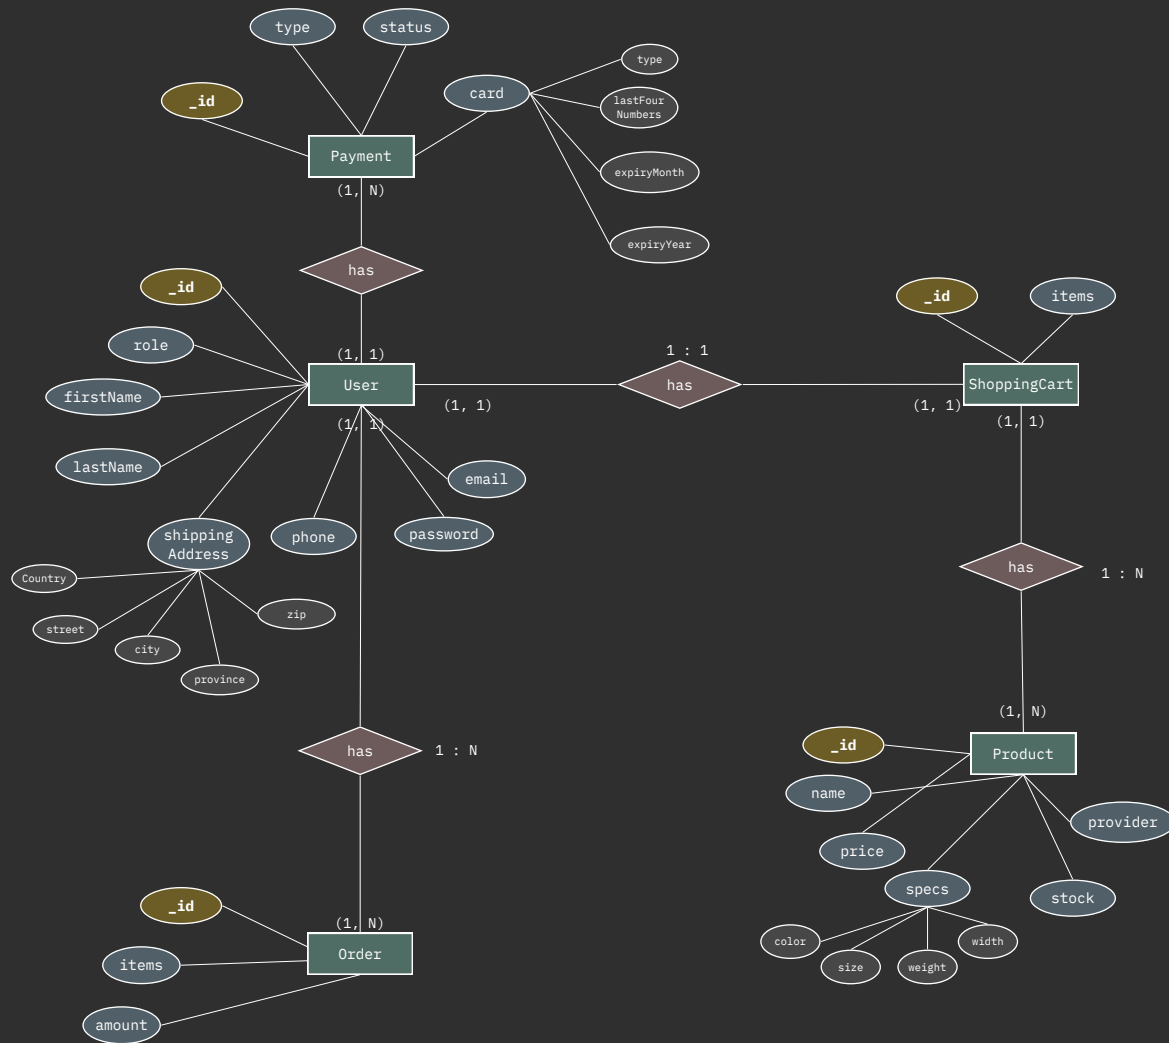 type
status
type
card
_id
lastFour
Numbers
Payment
expiryMonth
(1, N)
expiryYear
has
_id
_id
items
role
1 : 1
(1, 1)
User
has
ShoppingCart
firstName
(1, 1)
(1, 1)
(1, 1)
(1, 1)
lastName
email
shipping
Address
phone
password
Country
has
1 : N
zip
street
city
province
(1, N)
_id
has
1 : N
Product
name
provider
price
specs
stock
_id
(1, N)
color
width
Order
items
size
weight
amount